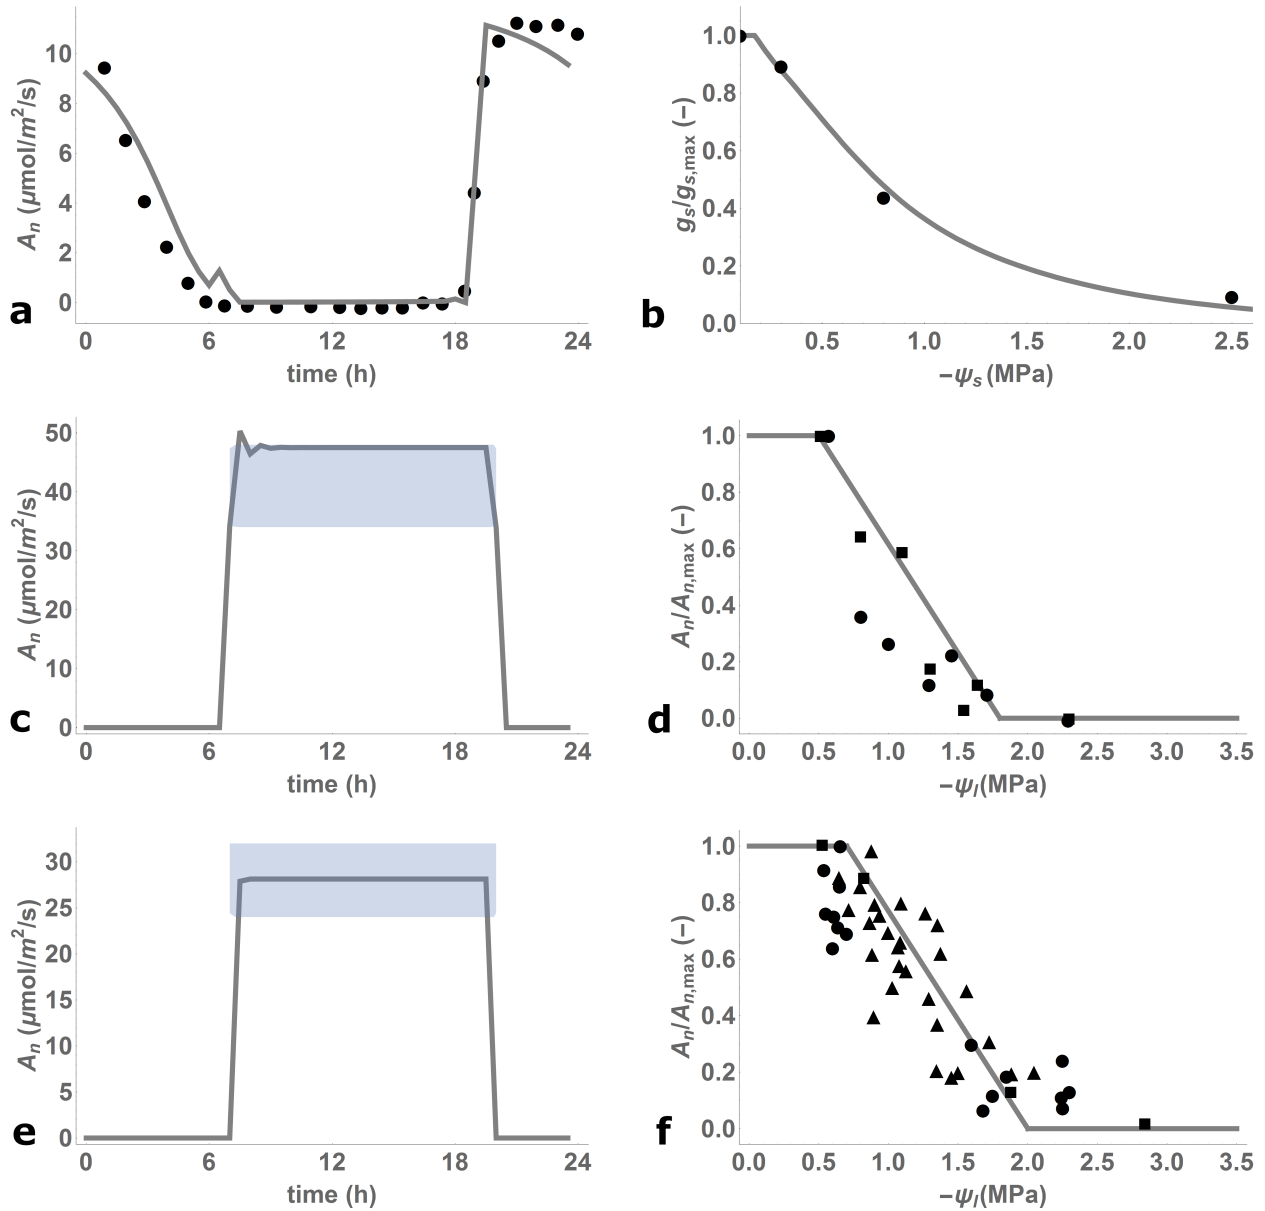 10
8
6
4
2
0
A_n (μmol/m²/s)
0 6 12 18 24
time (h)
a
1.0
0.8
0.6
0.4
0.2
0.0
g_s/g_s,max (−)
0.5 1.0 1.5 2.0 2.5
−ψ_s (MPa)
b
50
40
30
20
10
0
A_n (μmol/m²/s)
0 6 12 18 24
time (h)
c
1.0
0.8
0.6
0.4
0.2
0.0
A_n/A_n,max (−)
0.0 0.5 1.0 1.5 2.0 2.5 3.0 3.5
−ψ_l(MPa)
d
30
25
20
15
10
5
0
A_n (μmol/m²/s)
0 6 12 18 24
time (h)
e
1.0
0.8
0.6
0.4
0.2
0.0
A_n/A_n,max (−)
0.0 0.5 1.0 1.5 2.0 2.5 3.0 3.5
−ψ_l(MPa)
f